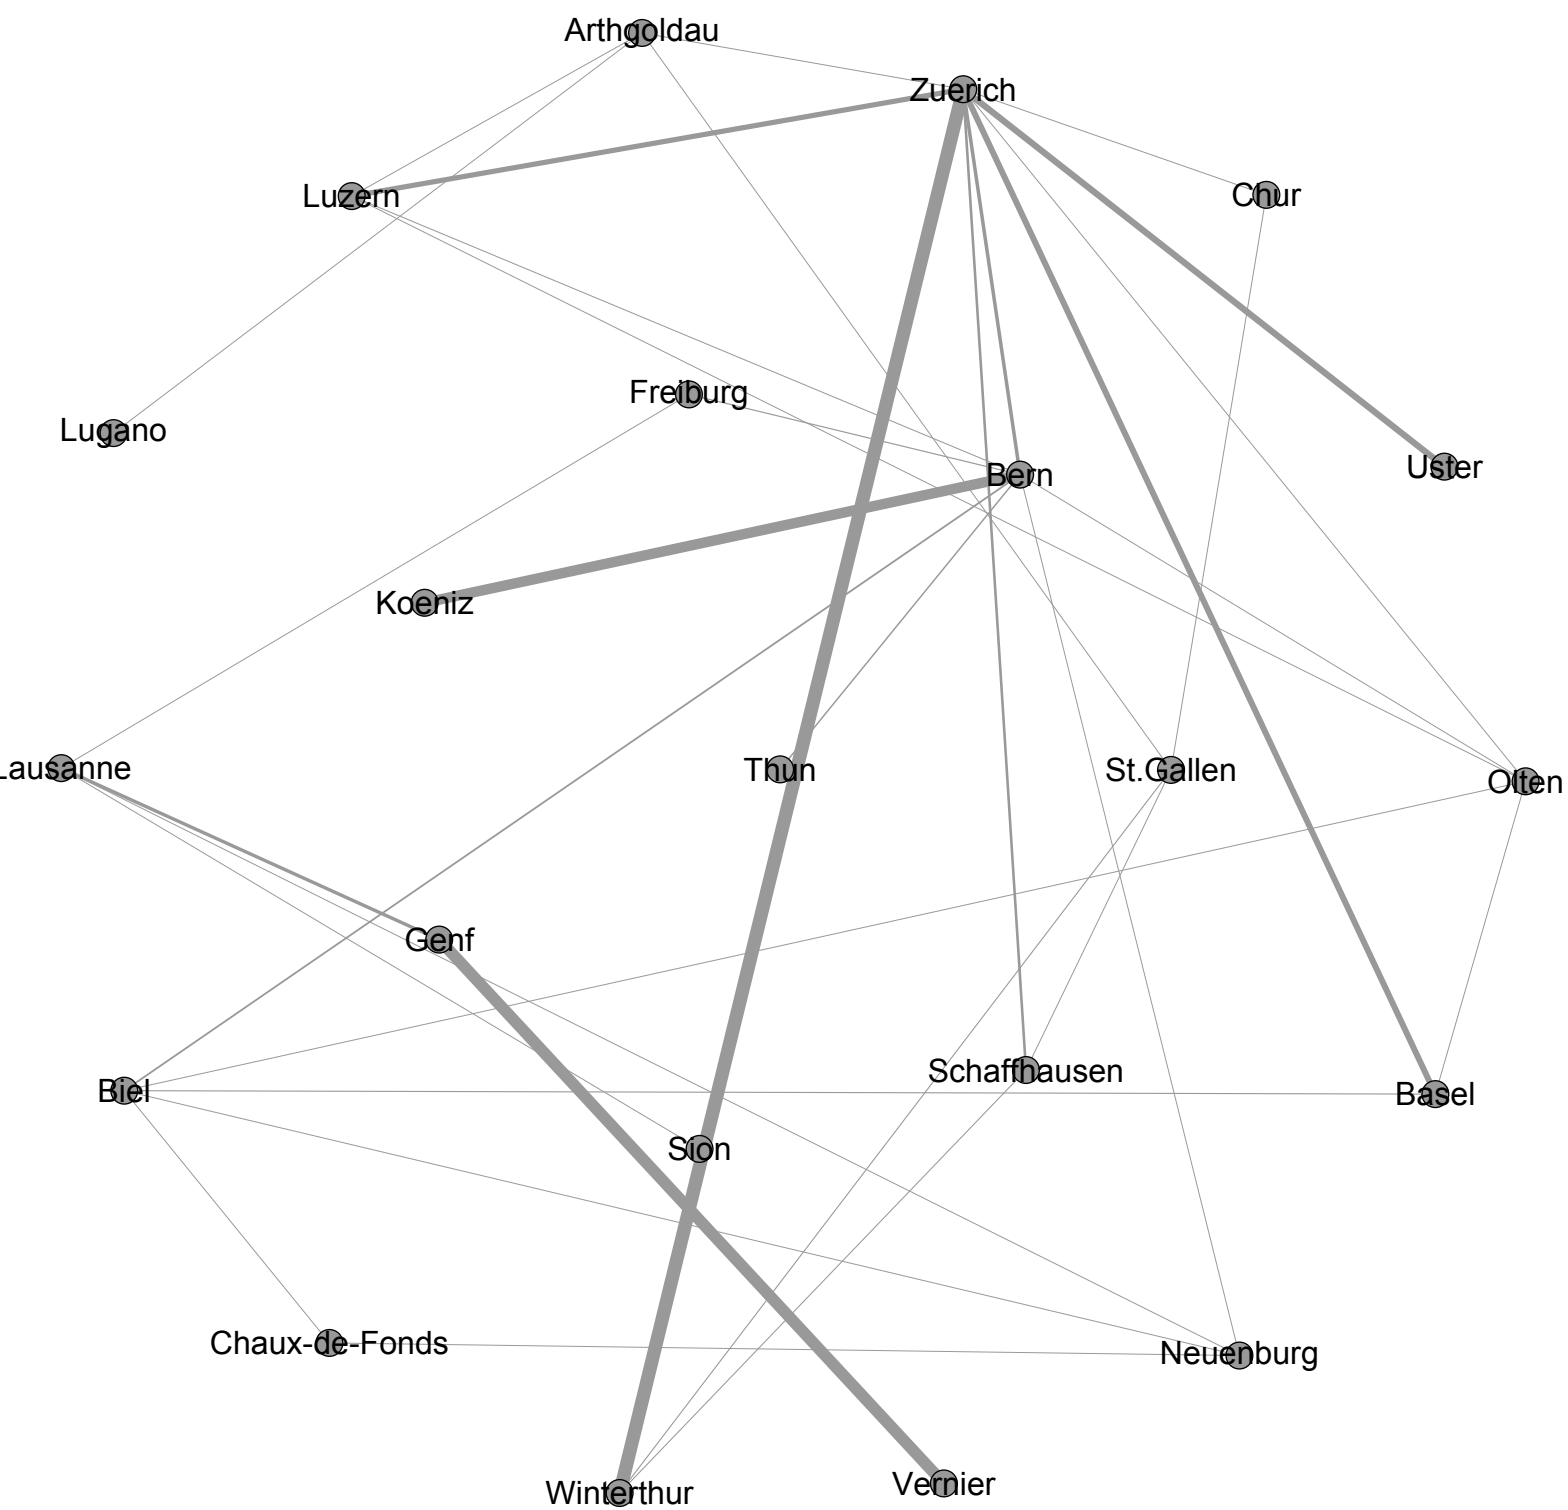 Arthgoldau
Zuerich
Luzern
Chur
Freiburg
Lugano
Uster
Bern
Koeniz
Lausanne
Thun
St.Gallen
Olten
Genf
Schaffhausen
Biel
Basel
Sion
Chaux-de-Fonds
Neuenburg
Winterthur
Vernier